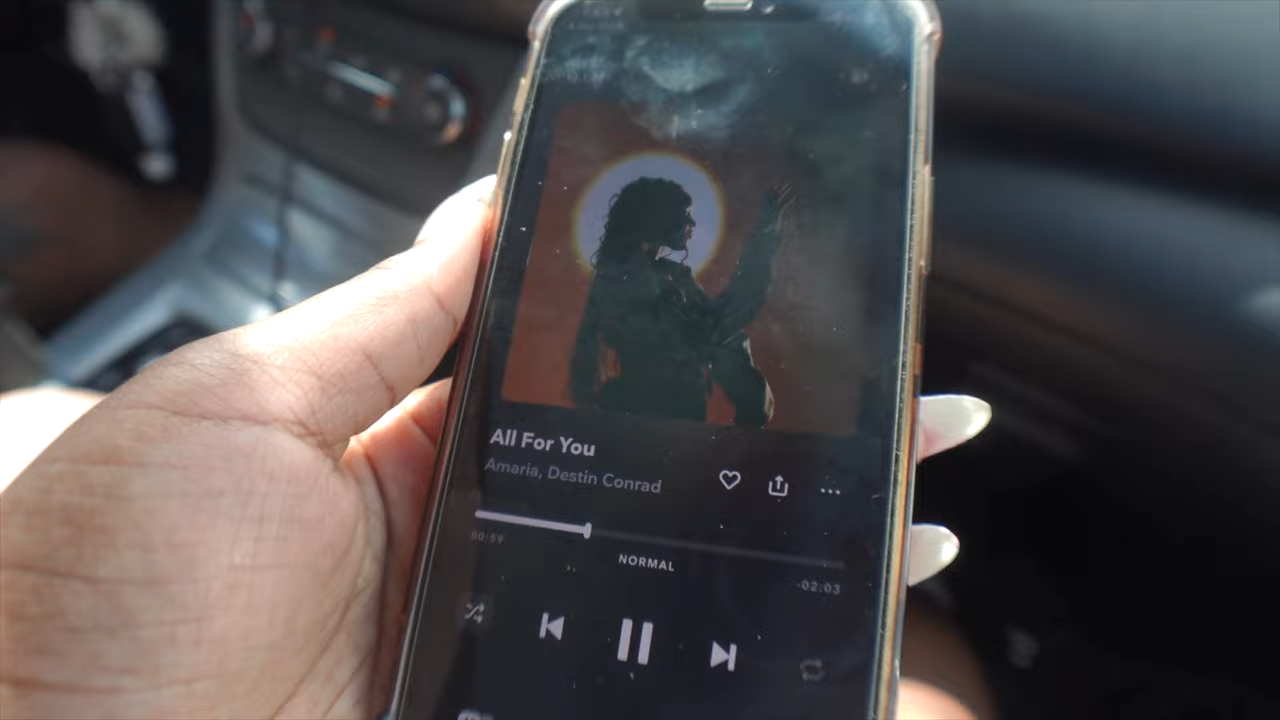 All For You
Amaria, Destin Conrad
00:59
NORMAL
-02:03